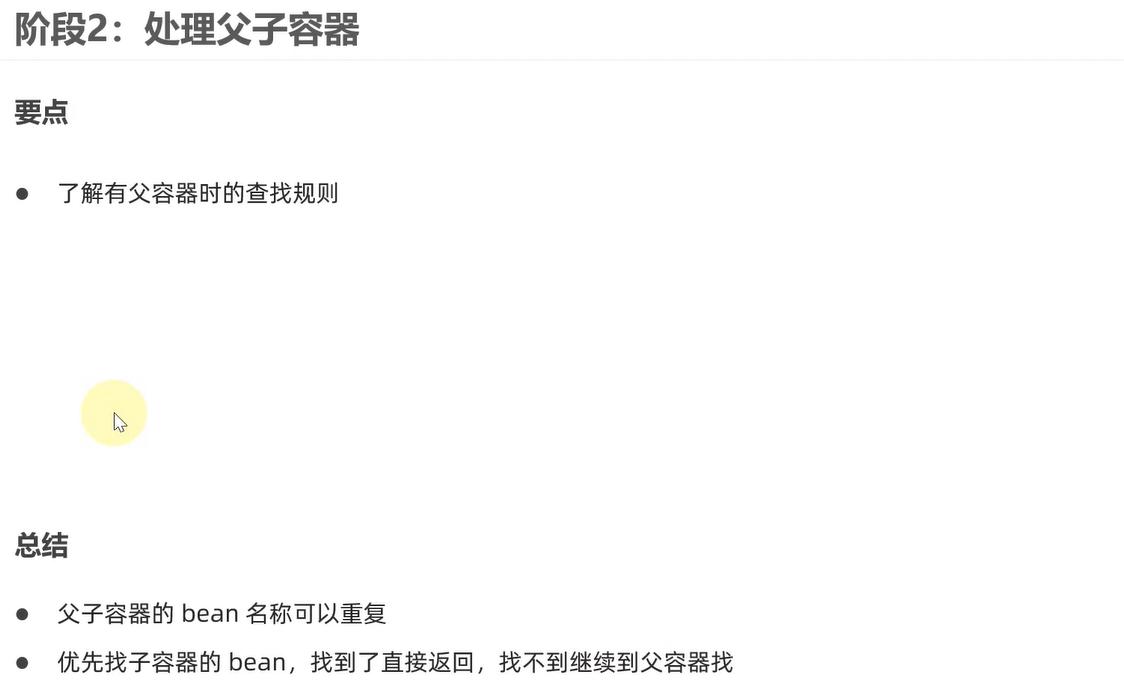 阶段2：处理父子容器
要点
了解有父容器时的查找规则
总结
父子容器的 bean 名称可以重复
优先找子容器的 bean，找到了直接返回，找不到继续到父容器找